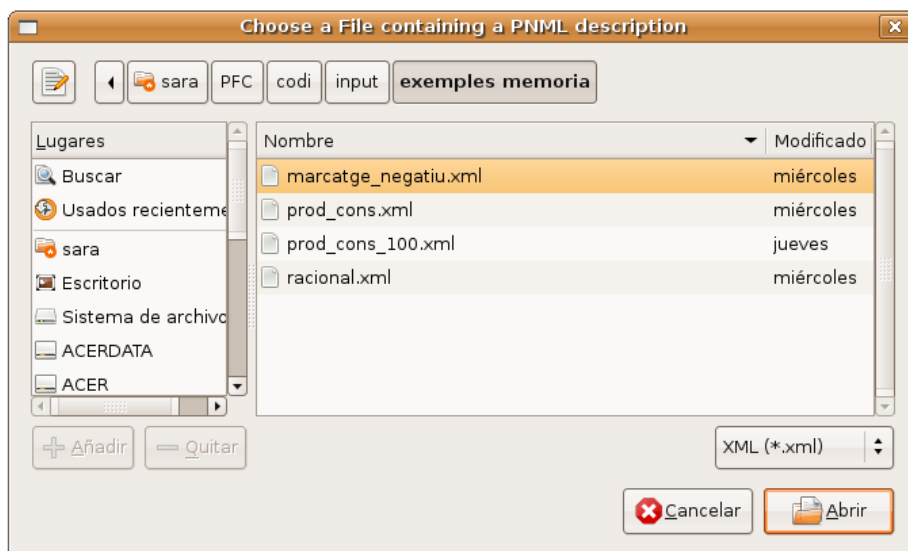 Choose a File containing a PNML description
sara PFC codi input exemples memoria
Lugares
Buscar
Usados recienteme
sara
Escritorio
Sistema de archivo
ACERDATA
ACER
Nombre Modificado
marcatge_negatiu.xml miércoles
prod_cons.xml miércoles
prod_cons_100.xml jueves
racional.xml miércoles
Añadir Quitar
XML (*.xml)
Cancelar Abrir